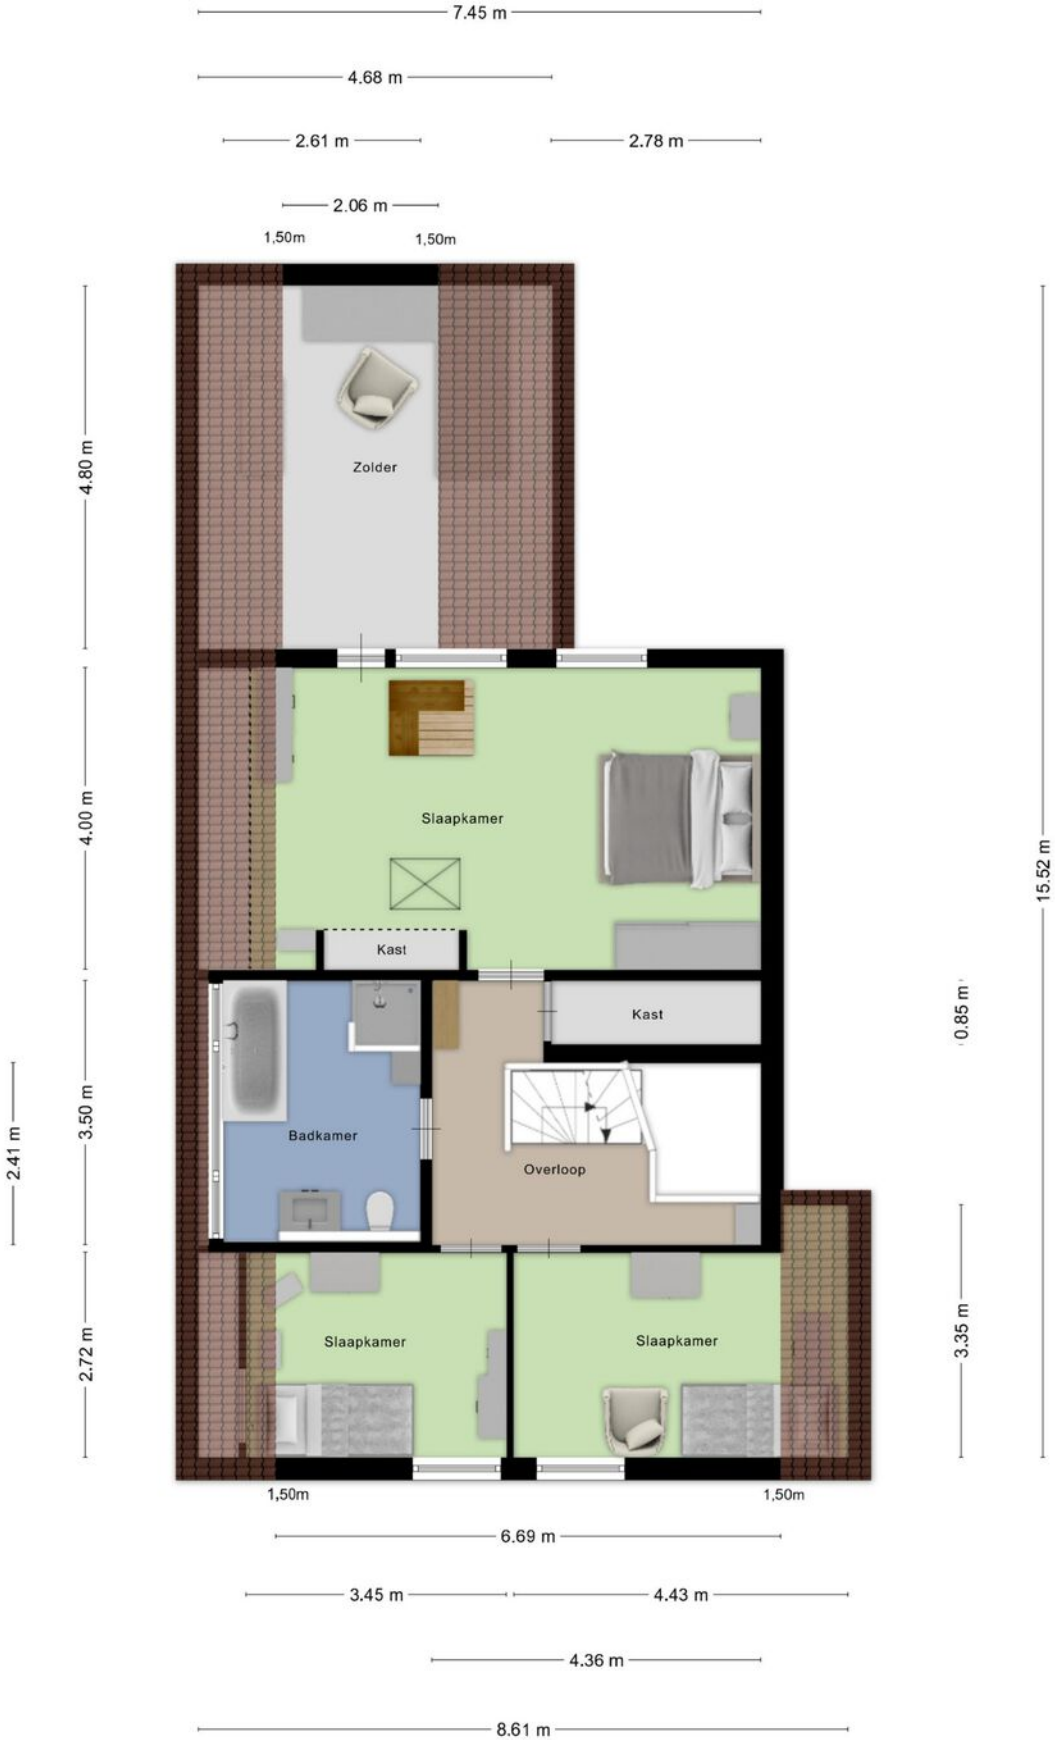 7.45 m
4.68 m
2.61 m
2.78 m
2.06 m
1,50m
1,50m
Zolder
4.80 m
Slaapkamer
4.00 m
15.52 m
Kast
Kast
0.85 m
3.50 m
2.41 m
Badkamer
Overloop
Slaapkamer
Slaapkamer
2.72 m
3.35 m
1,50m
1,50m
6.69 m
3.45 m
4.43 m
4.36 m
8.61 m